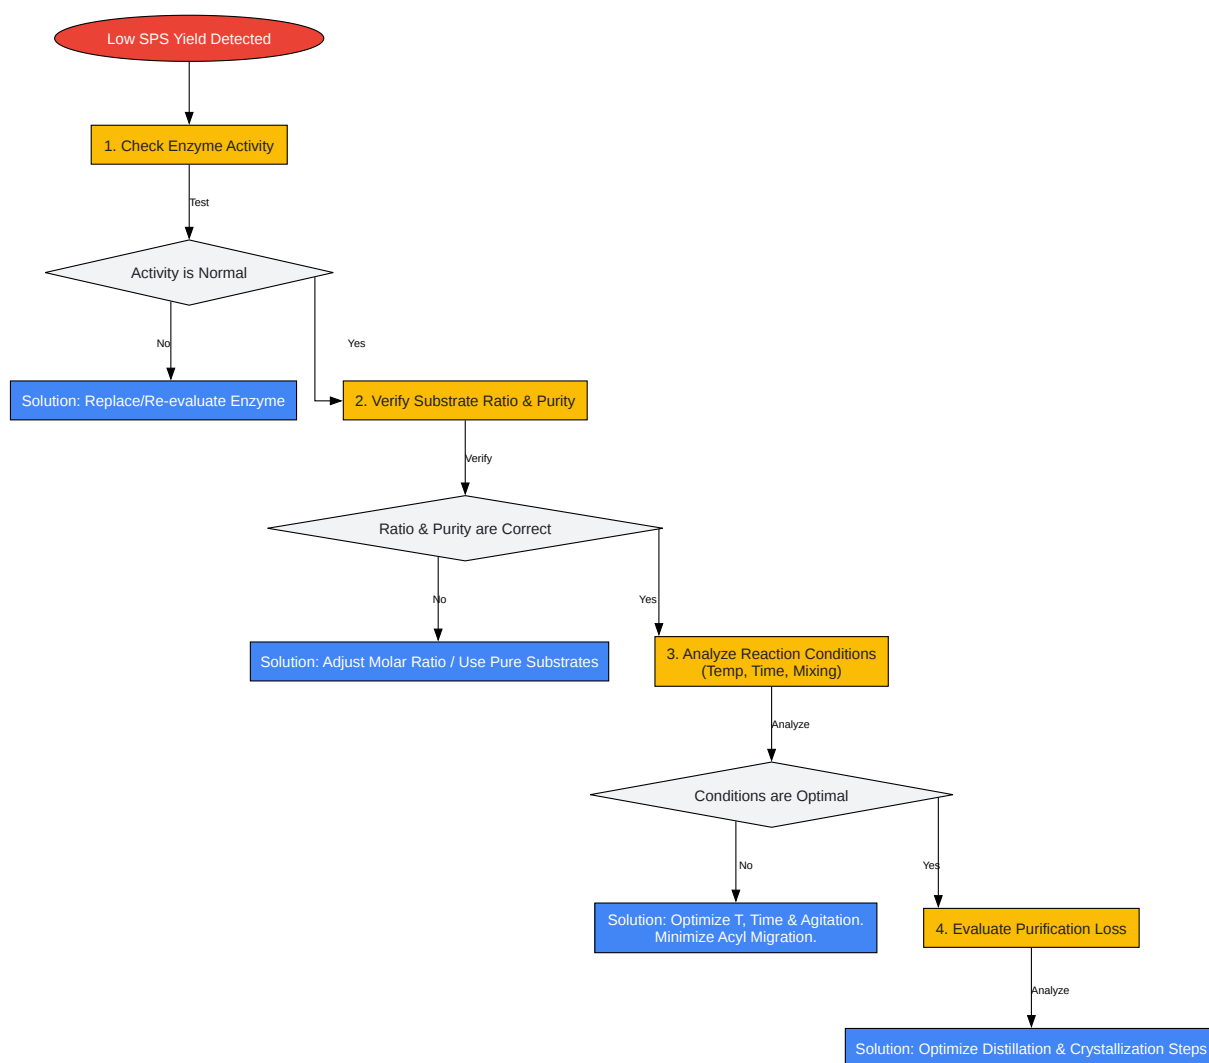 Low SPS Yield Detected
1. Check Enzyme Activity
Test
Activity is Normal
No
Yes
Solution: Replace/Re-evaluate Enzyme
2. Verify Substrate Ratio & Purity
Verify
Ratio & Purity are Correct
No
Yes
Solution: Adjust Molar Ratio / Use Pure Substrates
3. Analyze Reaction Conditions
(Temp, Time, Mixing)
Analyze
Conditions are Optimal
No
Yes
Solution: Optimize T, Time & Agitation.
Minimize Acyl Migration.
4. Evaluate Purification Loss
Analyze
Solution: Optimize Distillation & Crystallization Steps